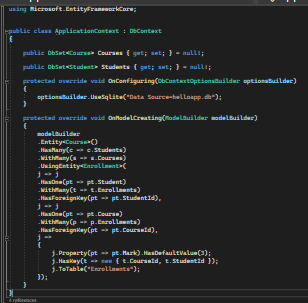 using Microsoft.EntityFrameworkCore;
public class ApplicationContext : DbContext
{
public DbSet<Course> Courses { get; set; } = null!;
public DbSet<Student> Students { get; set; } = null!;
protected override void OnConfiguring(DbContextOptionsBuilder optionsBuilder)
{
optionsBuilder.UseSqlite("Data Source=helloapp.db");
}
protected override void OnModelCreating(ModelBuilder modelBuilder)
{
modelBuilder
.Entity<Course>()
.HasMany(c => c.Students)
.WithMany(s => s.Courses)
.UsingEntity<Enrollment>(
j => j
.HasOne(pt => pt.Student)
.WithMany(t => t.Enrollments)
.HasForeignKey(pt => pt.StudentId),
j => j
.HasOne(pt => pt.Course)
.WithMany(p => p.Enrollments)
.HasForeignKey(pt => pt.CourseId),
j =>
{
j.Property(pt => pt.Mark).HasDefaultValue(3);
j.HasKey(t => new { t.CourseId, t.StudentId });
j.ToTable("Enrollments");
});
}
}